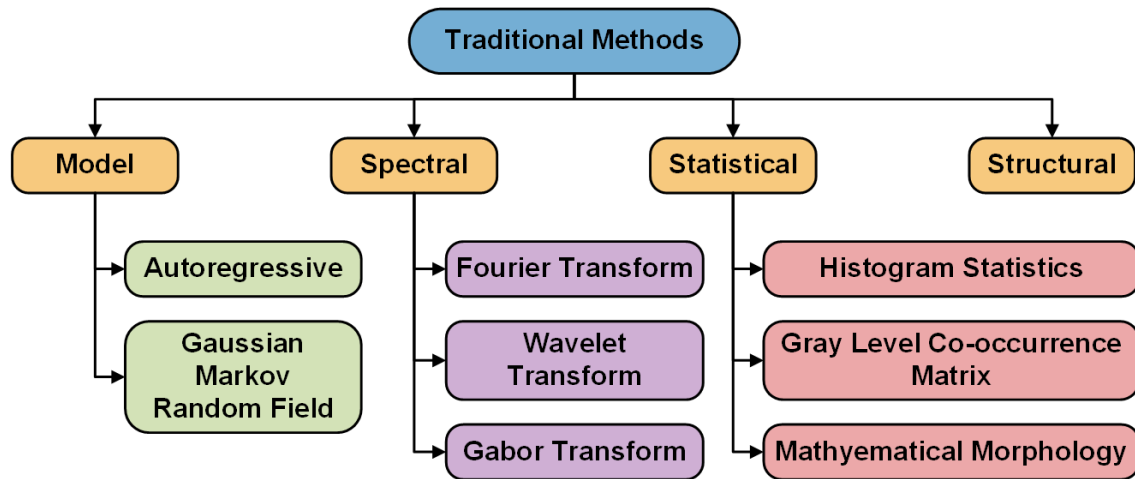 Traditional Methods
Model
Spectral
Statistical
Structural
Autoregressive
Gaussian
Markov
Random Field
Fourier Transform
Wavelet
Transform
Gabor Transform
Histogram Statistics
Gray Level Co-occurrence
Matrix
Mathyematical Morphology